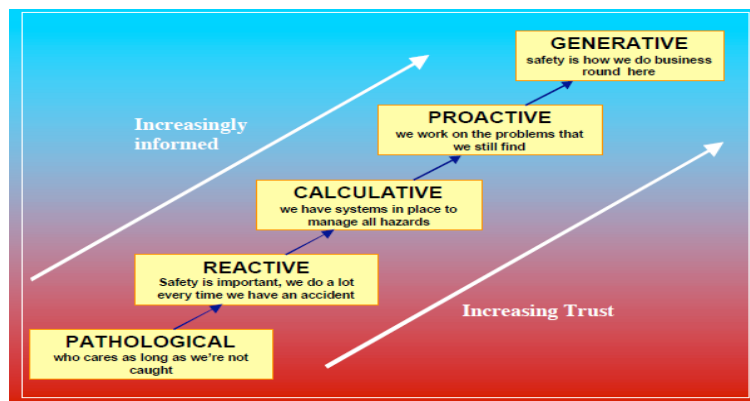 GENERATIVE
safety is how we do business
round here
PROACTIVE
we work on the problems that
we still find
Increasingly
informed
CALCULATIVE
we have systems in place to
manage all hazards
REACTIVE
Safety is important, we do a lot
every time we have an accident
Increasing Trust
PATHOLOGICAL
who cares as long as we're not
caught